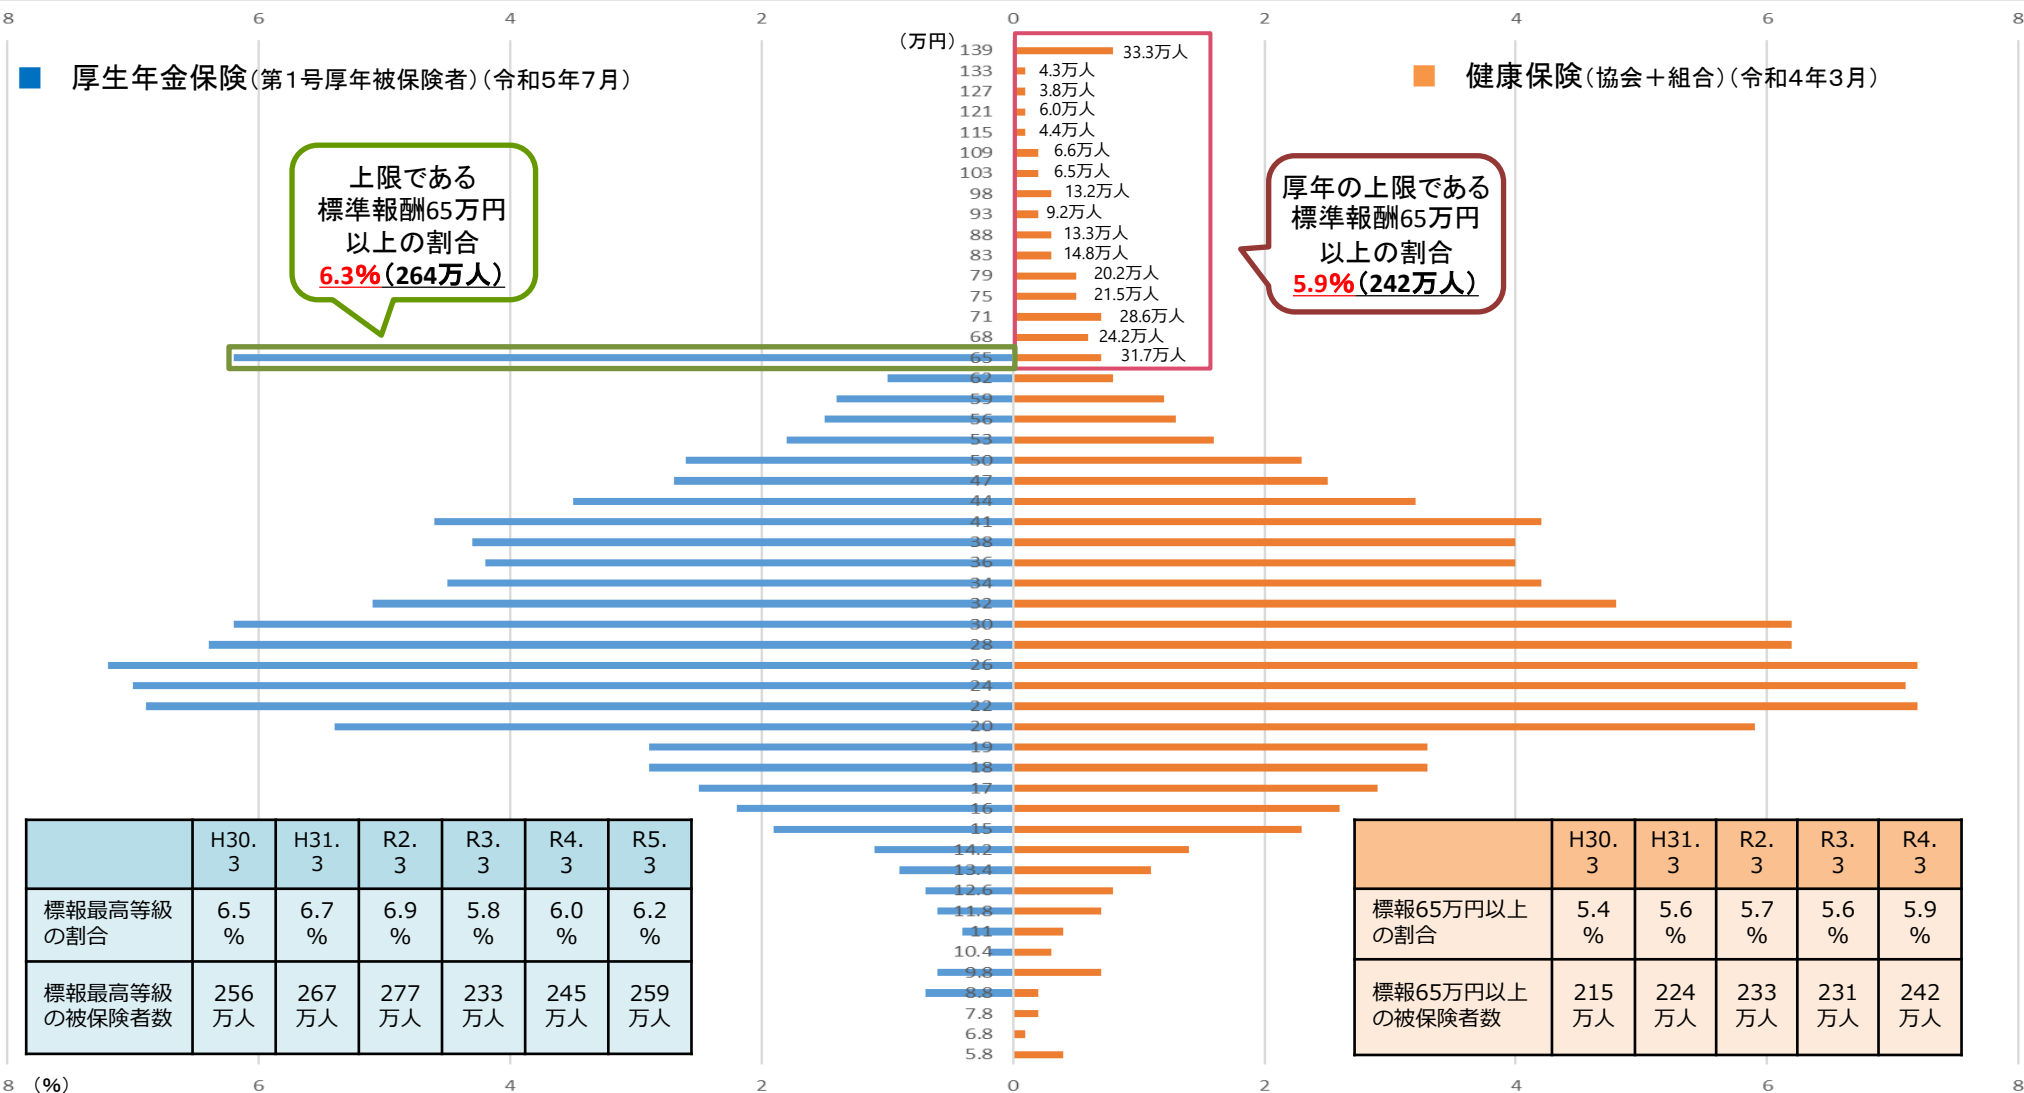 8 6 4 2 0 2 4 6 8
(万円)
■ 厚生年金保険(第1号厚年被保険者)(令和5年7月)
■ 健康保険(協会+組合)(令和4年3月)
139 33.3万人
133 4.3万人
127 3.8万人
121 6.0万人
115 4.4万人
109 6.6万人
103 6.5万人
98 13.2万人
93 9.2万人
88 13.3万人
83 14.8万人
79 20.2万人
75 21.5万人
71 28.6万人
68 24.2万人
65 31.7万人
62
59
56
53
50
47
44
41
38
36
34
32
30
28
26
24
22
20
19
18
17
16
15
14.2
13.4
12.6
11.8
11
10.4
9.8
8.8
7.8
6.8
5.8
上限である
標準報酬65万円
以上の割合
6.3%(264万人)
厚年の上限である
標準報酬65万円
以上の割合
5.9%(242万人)
H30. H31. R2. R3. R4. R5.
3 3 3 3 3 3
標報最高等級 6.5 6.7 6.9 5.8 6.0 6.2
の割合 % % % % % %
標報最高等級 256 267 277 233 245 259
の被保険者数 万人 万人 万人 万人 万人 万人
H30. H31. R2. R3. R4.
3 3 3 3 3
標報65万円以上 5.4 5.6 5.7 5.6 5.9
の割合 % % % % %
標報65万円以上 215 224 233 231 242
の被保険者数 万人 万人 万人 万人 万人
8 (%) 6 4 2 0 2 4 6 8